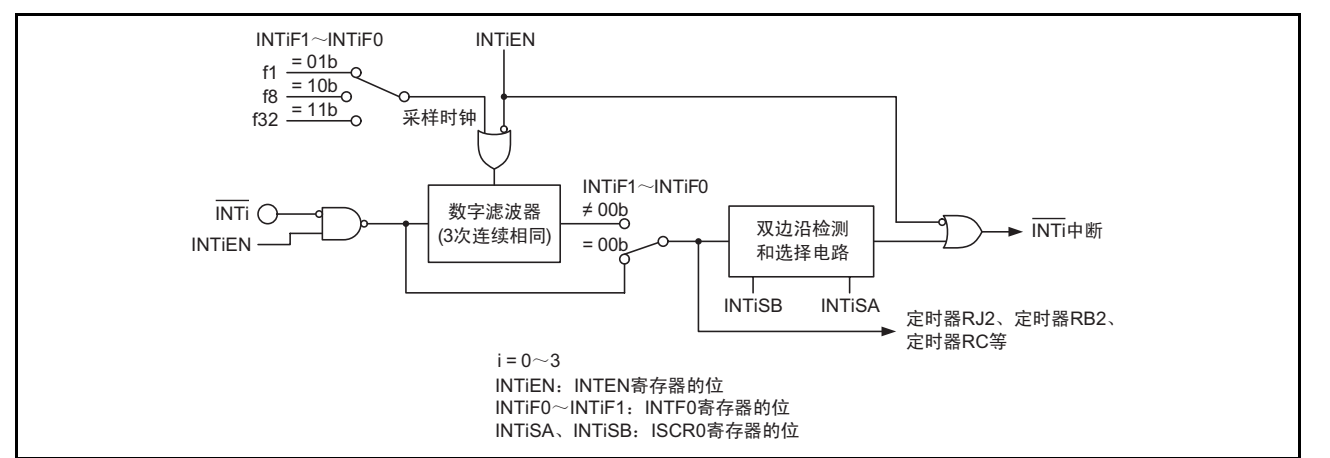 INTiF1～INTiF0
INTiEN
f1 = 01b
f8 = 10b
f32 = 11b
采样时钟
INTi
INTiEN
数字滤波器
(3次连续相同)
INTiF1～INTiF0
≠ 00b
= 00b
双边沿检测
和选择电路
INTi中断
INTiSB
INTiSA
定时器RJ2、定时器RB2、
定时器RC等
i = 0～3
INTiEN：INTEN寄存器的位
INTiF0～INTiF1：INTF0寄存器的位
INTiSA、INTiSB：ISCR0寄存器的位